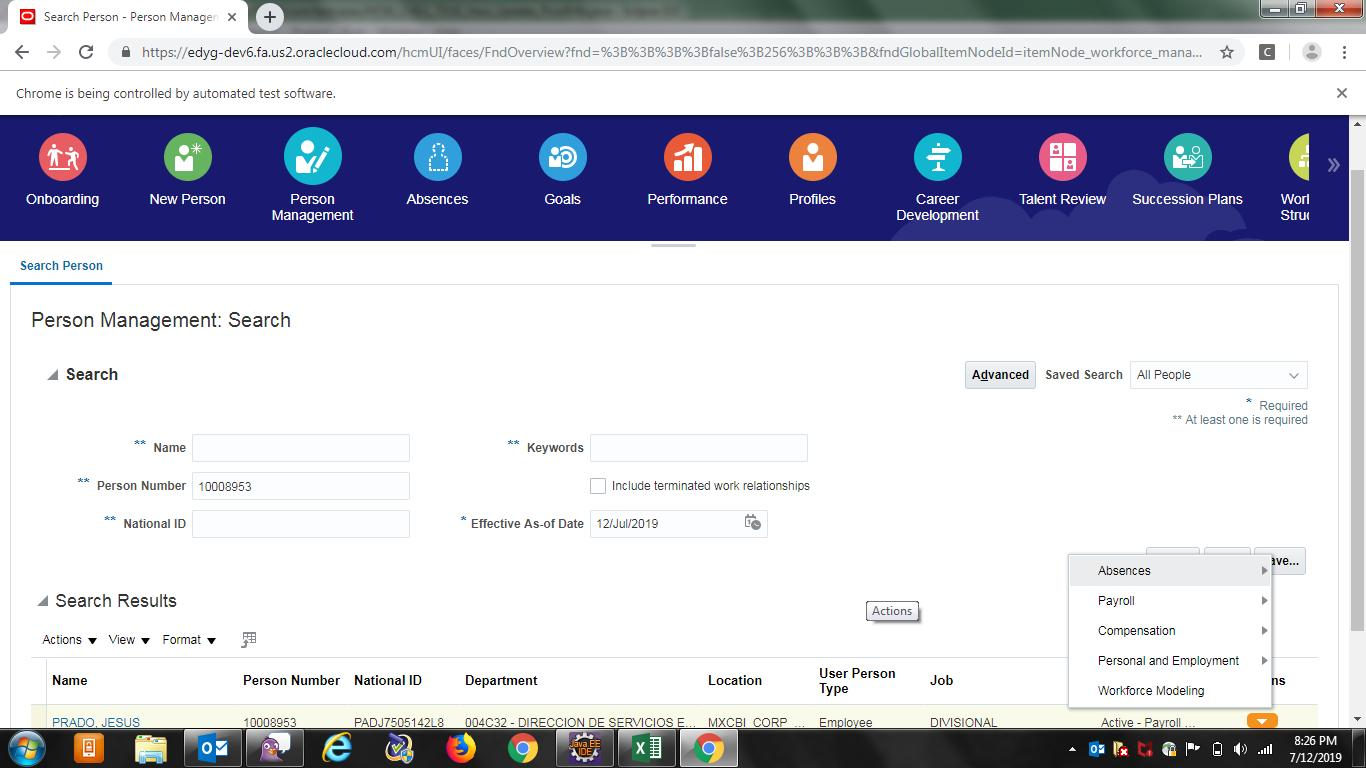 Search Person - Person Managem
https://edyg-dev6.fa.us2.oraclecloud.com/hcmUI/faces/FndOverview?fnd=%3B%3B%3B%3Bfalse%3B256%3B%3B%3B&fndGlobalItemNodeId=itemNode_workforce_mana...
Chrome is being controlled by automated test software.
Onboarding
New Person
Person Management
Absences
Goals
Performance
Profiles
Career Development
Talent Review
Succession Plans
Search Person
Person Management: Search
Search
Advanced Saved Search All People
* Required
** At least one is required
** Name
** Keywords
** Person Number 10008953
Include terminated work relationships
** National ID
* Effective As-of Date 12/Jul/2019
Absences
Payroll
Compensation
Personal and Employment
Workforce Modeling
Search Results
Actions
Actions View Format
Name Person Number National ID Department Location User Person Type Job
PRADO, JESUS 10008953 PADJ7505142L8 004C32 - DIRECCION DE SERVICIOS E... MXCBI_CORP_... Employee DIVISIONAL Active - Payroll ...
Java EE
IDE
8:26 PM
7/12/2019